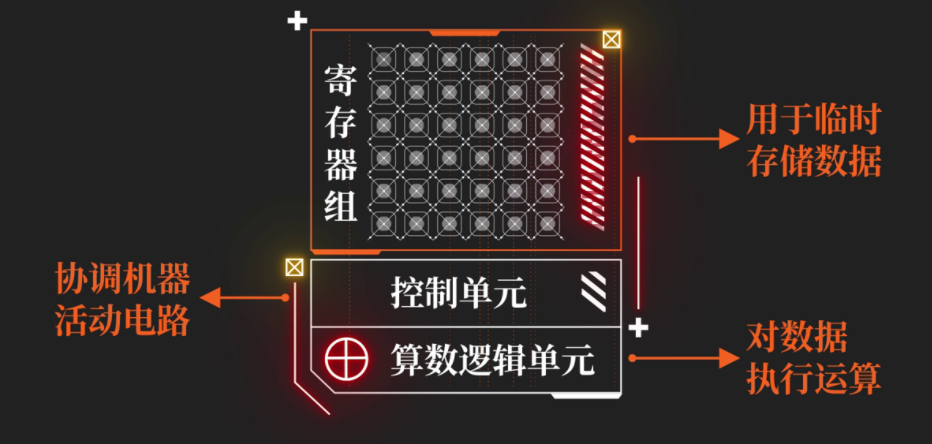 寄存器组
用于临时
存储数据
协调机器
活动电路
控制单元
算数逻辑单元
对数据
执行运算